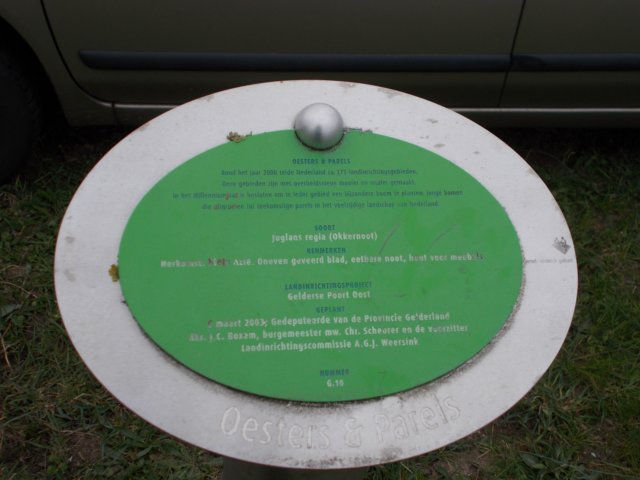 OESTERS & PARELS
Rond het jaar 2000 telde Nederland ca. 175 landinrichtingsgebieden.
Deze gebieden zijn met overheidssteun mooier en
gemaakt.
In het Millenniumjaar is besloten om in ieder gebied een bijzondere boom te planten. Jonge bomen
die uitgroeien tot toekomstige parels in het veelzijdige landschap van Nederland.
SOORT
Juglans regia (Okkernoot)
KENMERKEN
Herkomst: Azië. Oneven geveerd blad, eetbare noot, hout voor meubels
LANDINRICHTINGSPROJECT
Gelderse Poort Oost
GEPLANT
maart 2003; Gedeputeerde van de Provincie Gelderland
J.C. Boxem, burgemeester mw. Chr. Scheurer en de voorzitter
Landinrichtingscommissie A.G.J. Weersink
NUMMER
G.10
Oesters & Parels